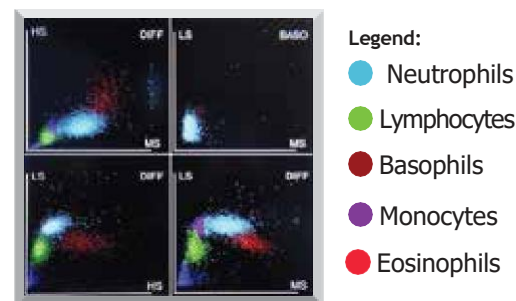 HS DIFF
MS
LS BASO
MS
LS DIFF
HS
LS DIFF
MS
Legend:
Neutrophils
Lymphocytes
Basophils
Monocytes
Eosinophils